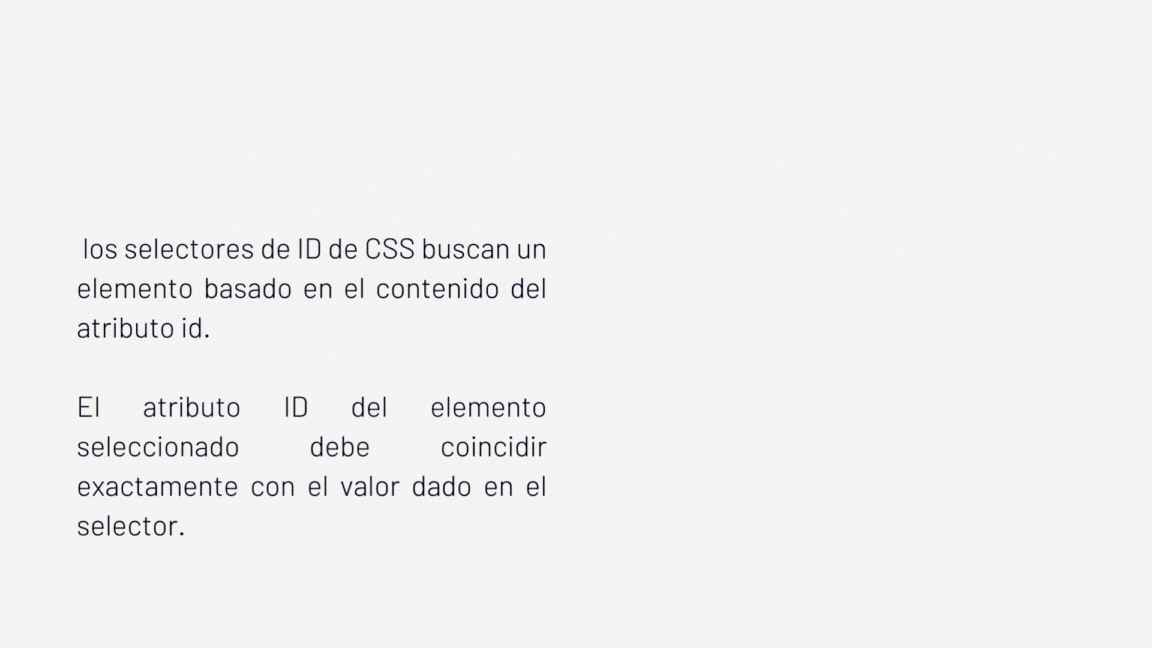 los selectores de ID de CSS buscan un
elemento basado en el contenido del
atributo id.
El atributo ID del elemento
seleccionado debe coincidir
exactamente con el valor dado en el
selector.